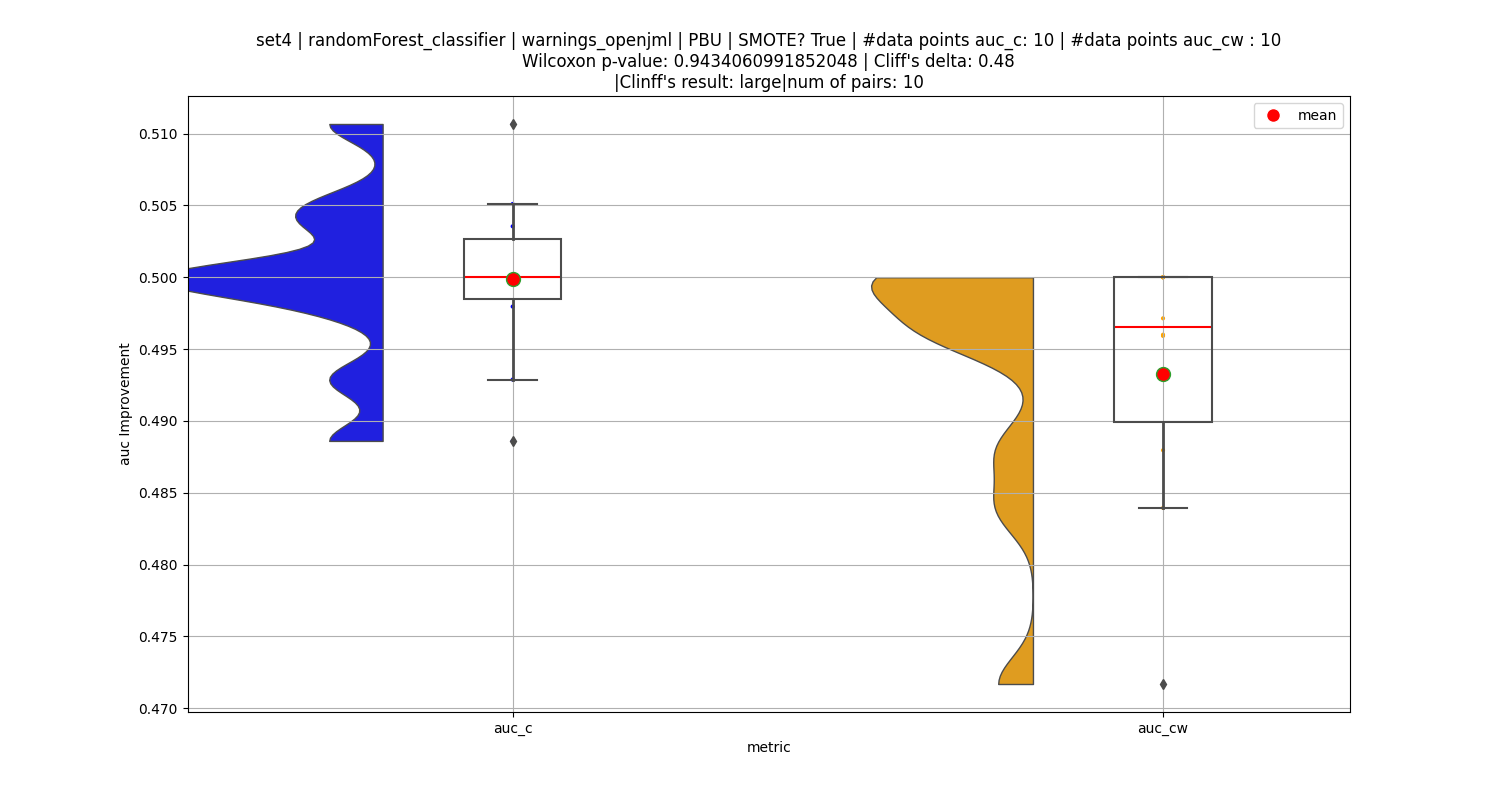 set4 | randomForest_classifier | warnings_openjml | PBU | SMOTE? True | #data points auc_c: 10 | #data points auc_cw : 10
Wilcoxon p-value: 0.9434060991852048 | Cliff's delta: 0.48
|Clinff's result: large|num of pairs: 10
mean
0.510
0.505
0.500
0.495
0.490
0.485
0.480
0.475
0.470
auc Improvement
auc_c
auc_cw
metric